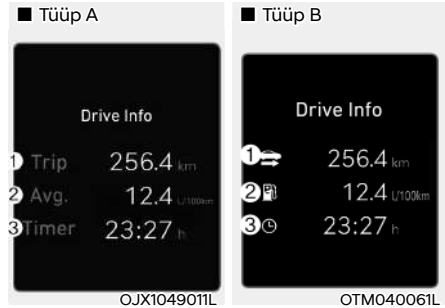 ■ Tüüp A
Drive Info
1 Trip 256.4 km
2 Avg. 12.4 L/100km
3 Timer 23:27 h
OJX1049011L
■ Tüüp B
Drive Info
1 256.4 km
2 12.4 L/100km
3 23:27 h
OTM040061L